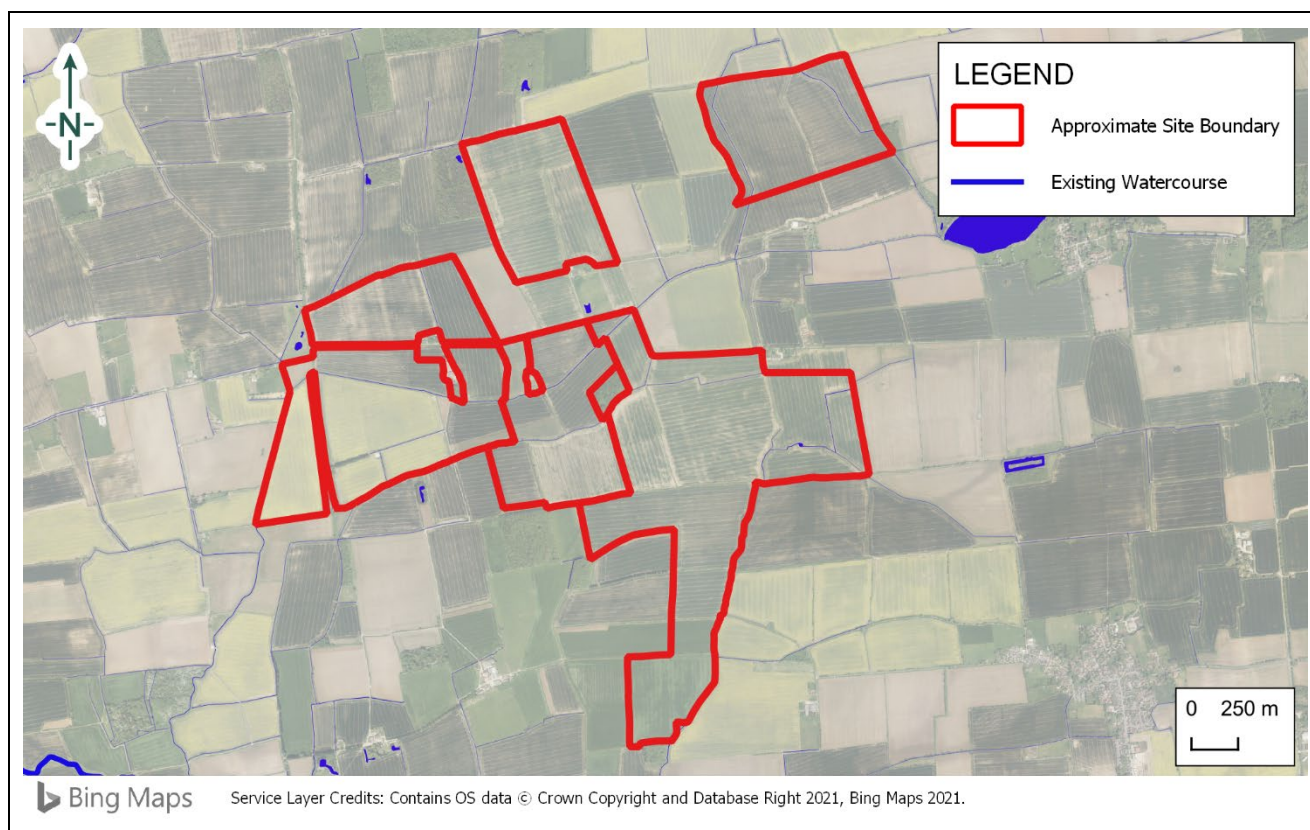 -N-
LEGEND
Approximate Site Boundary
Existing Watercourse
0 250 m
Bing Maps
Service Layer Credits: Contains OS data © Crown Copyright and Database Right 2021, Bing Maps 2021.